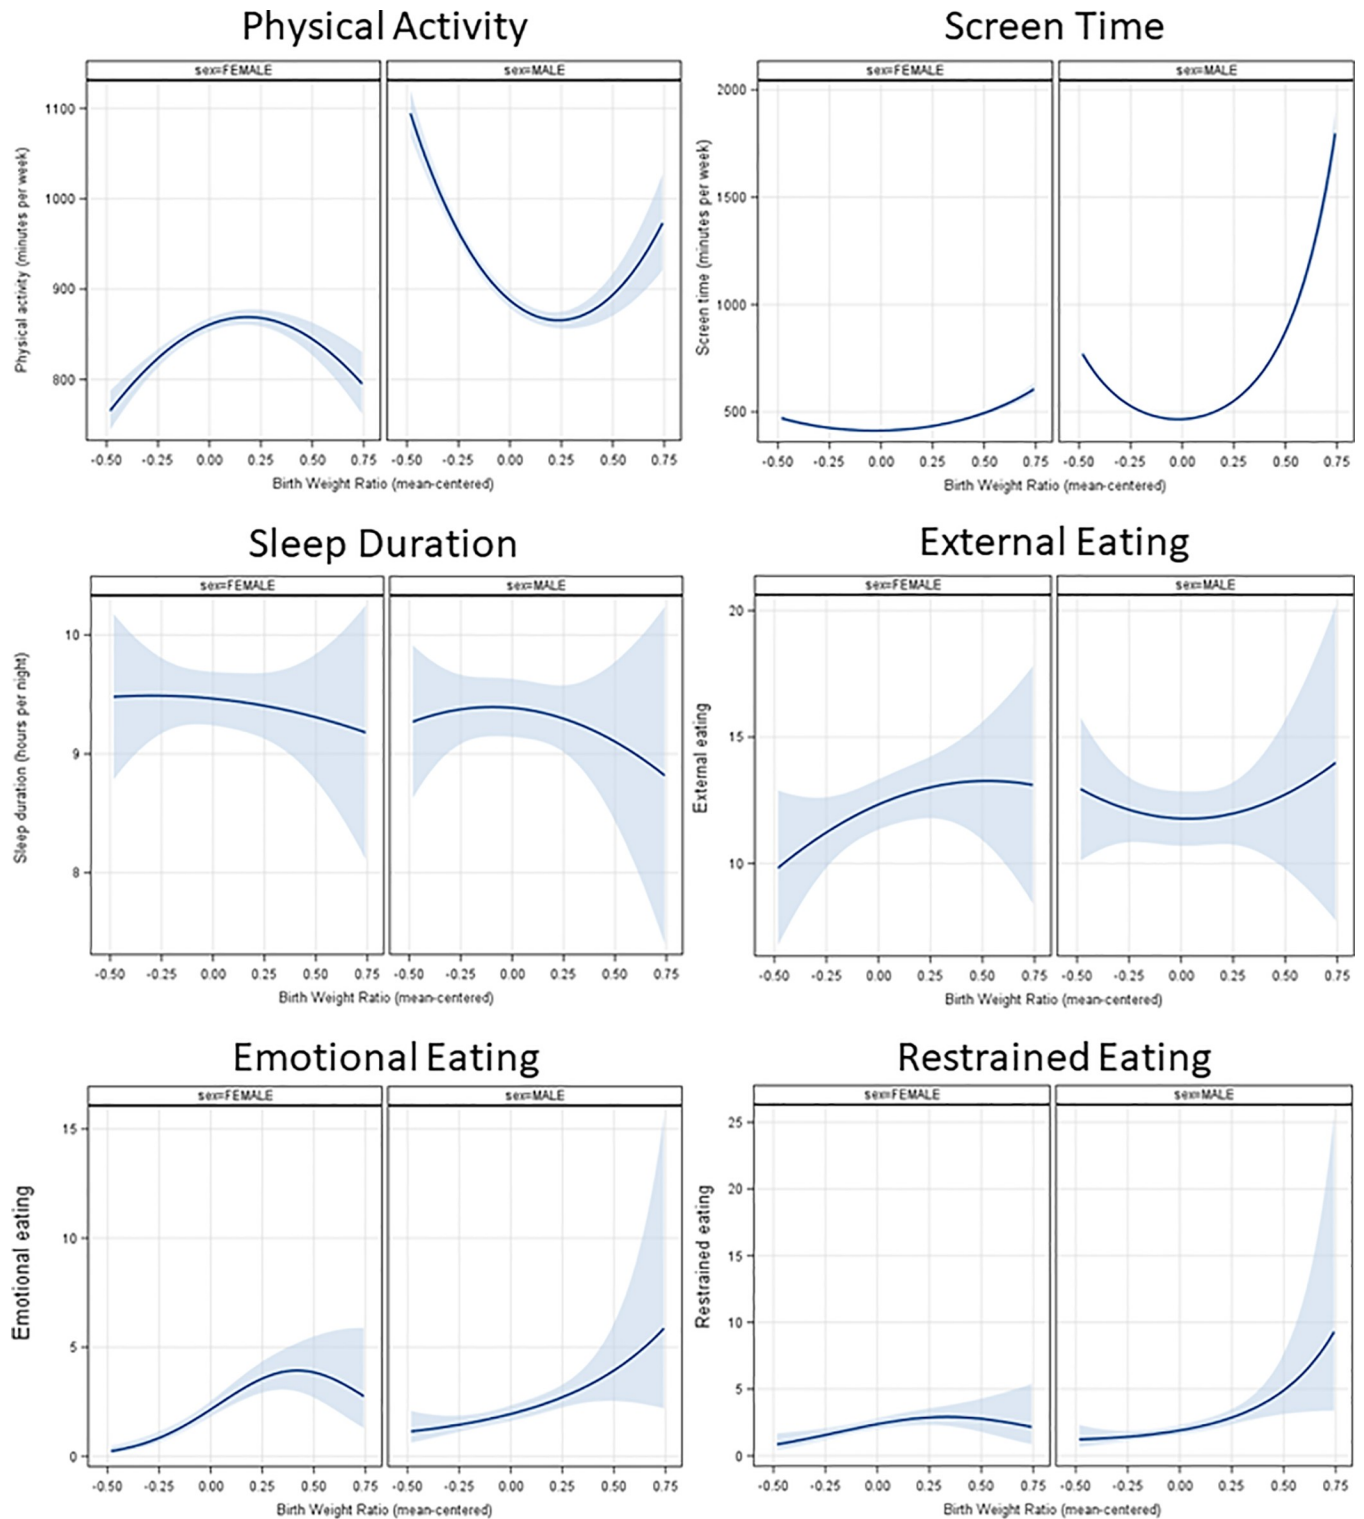 Physical Activity
Screen Time
sex=FEMALE
sex=MALE
sex=FEMALE
sex=MALE
Physical activity (minutes per week)
1100
1000
900
800
Screen time (minutes per week)
2000
1500
1000
500
-0.50 -0.25 0.00 0.25 0.50 0.75
-0.50 -0.25 0.00 0.25 0.50 0.75
-0.50 -0.25 0.00 0.25 0.50 0.75
-0.50 -0.25 0.00 0.25 0.50 0.75
Birth Weight Ratio (mean-centered)
Birth Weight Ratio (mean-centered)
Sleep Duration
External Eating
sex=FEMALE
sex=MALE
sex=FEMALE
sex=MALE
Sleep duration (hours per night)
10
9
8
External eating
20
15
10
-0.50 -0.25 0.00 0.25 0.50 0.75
-0.50 -0.25 0.00 0.25 0.50 0.75
-0.50 -0.25 0.00 0.25 0.50 0.75
-0.50 -0.25 0.00 0.25 0.50 0.75
Birth Weight Ratio (mean-centered)
Birth Weight Ratio (mean-centered)
Emotional Eating
Restrained Eating
sex=FEMALE
sex=MALE
sex=FEMALE
sex=MALE
Emotional eating
15
10
5
0
Restrained eating
25
20
15
10
5
0
-0.50 -0.25 0.00 0.25 0.50 0.75
-0.50 -0.25 0.00 0.25 0.50 0.75
-0.50 -0.25 0.00 0.25 0.50 0.75
-0.50 -0.25 0.00 0.25 0.50 0.75
Birth Weight Ratio (mean-centered)
Birth Weight Ratio (mean-centered)